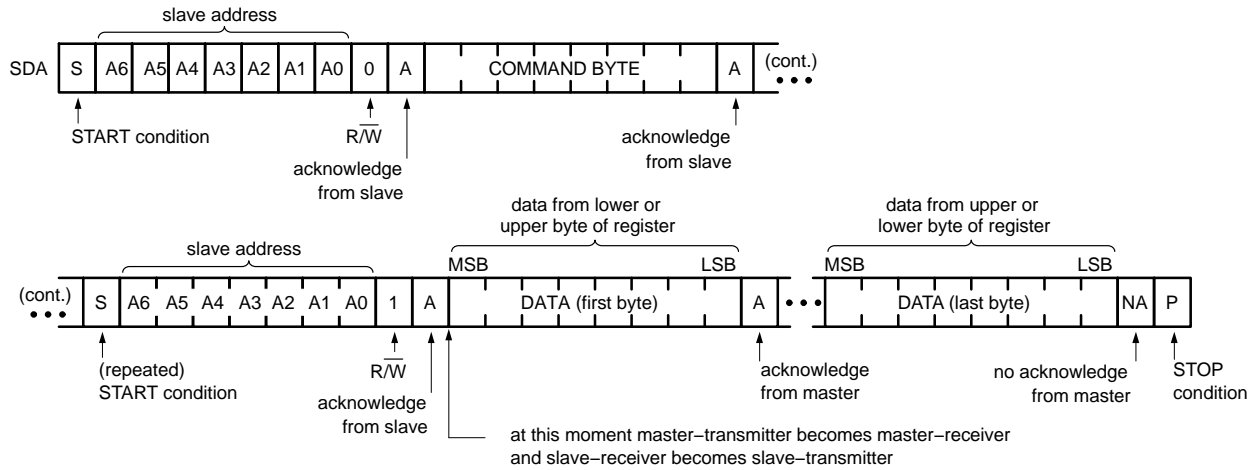 slave address
SDA S A6 A5 A4 A3 A2 A1 A0 0 A COMMAND BYTE A (cont.)
START condition
R/W
acknowledge
from slave
acknowledge
from slave
data from lower or
upper byte of register
data from upper or
lower byte of register
slave address
MSB LSB MSB LSB
(cont.) S A6 A5 A4 A3 A2 A1 A0 1 A DATA (first byte) A DATA (last byte) NA P
(repeated)
START condition
R/W
acknowledge
from slave
acknowledge
from master
no acknowledge
from master
STOP
condition
at this moment master−transmitter becomes master−receiver
and slave−receiver becomes slave−transmitter